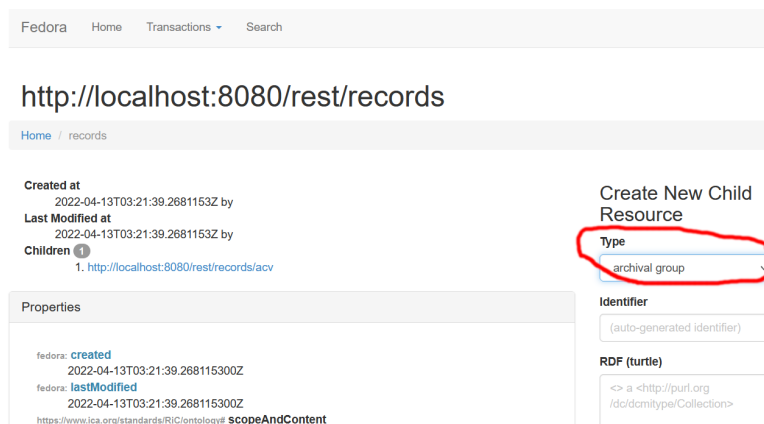 Fedora Home Transactions Search
http://localhost:8080/rest/records
Home / records
Created at
2022-04-13T03:21:39.2681153Z by
Last Modified at
2022-04-13T03:21:39.2681153Z by
Children 1
1. http://localhost:8080/rest/records/acv
Properties
fedora: created
2022-04-13T03:21:39.268115300Z
fedora: lastModified
2022-04-13T03:21:39.268115300Z
https://www.ica.org/standards/RiC/ontology# scopeAndContent
Create New Child
Resource
Type
archival group
Identifier
(auto-generated identifier)
RDF (turtle)
<> a <http://purl.org
/dc/dcmitype/Collection>